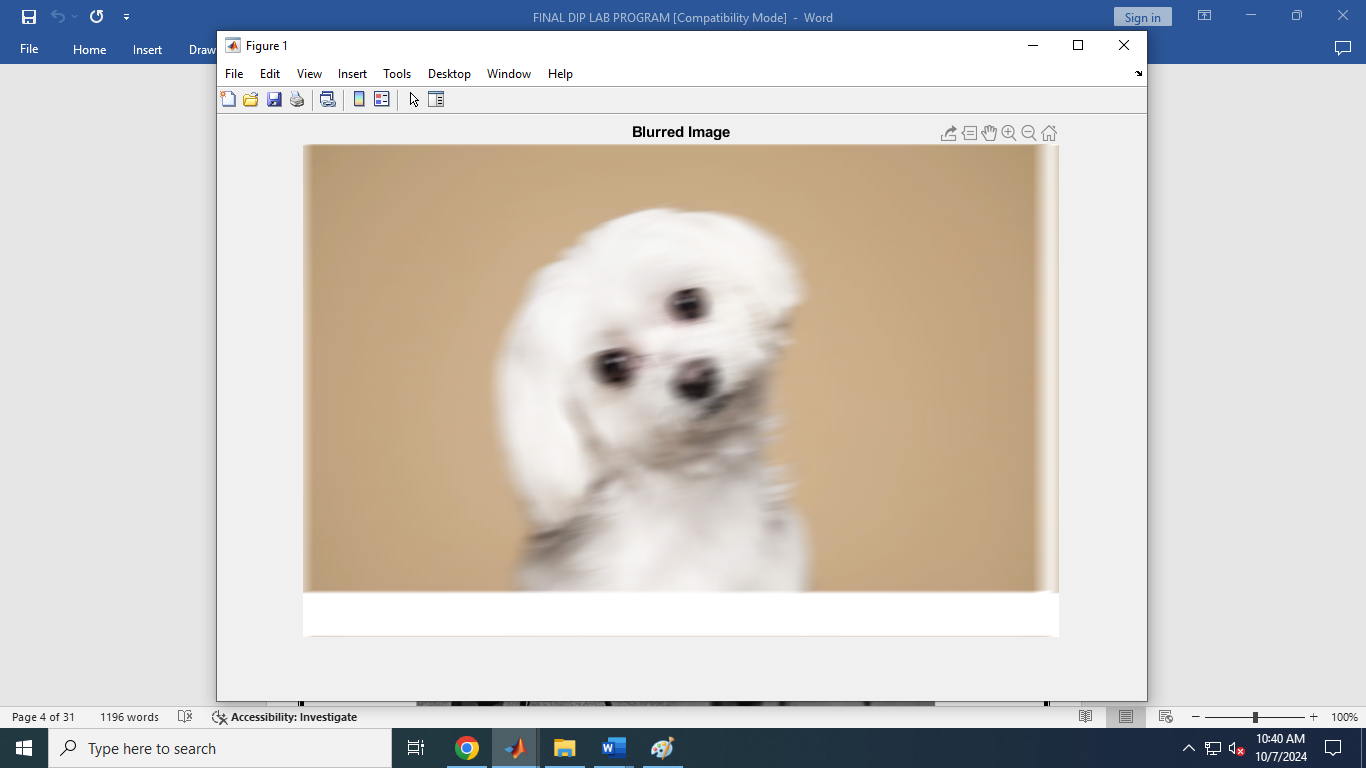 FINAL DIP LAB PROGRAM [Compatibility Mode] - Word
Sign in
File Home Insert Draw
Figure 1
File Edit View Insert Tools Desktop Window Help
Blurred Image
Page 4 of 31 1196 words Accessibility: Investigate 100%
Type here to search
W
10:40 AM
10/7/2024